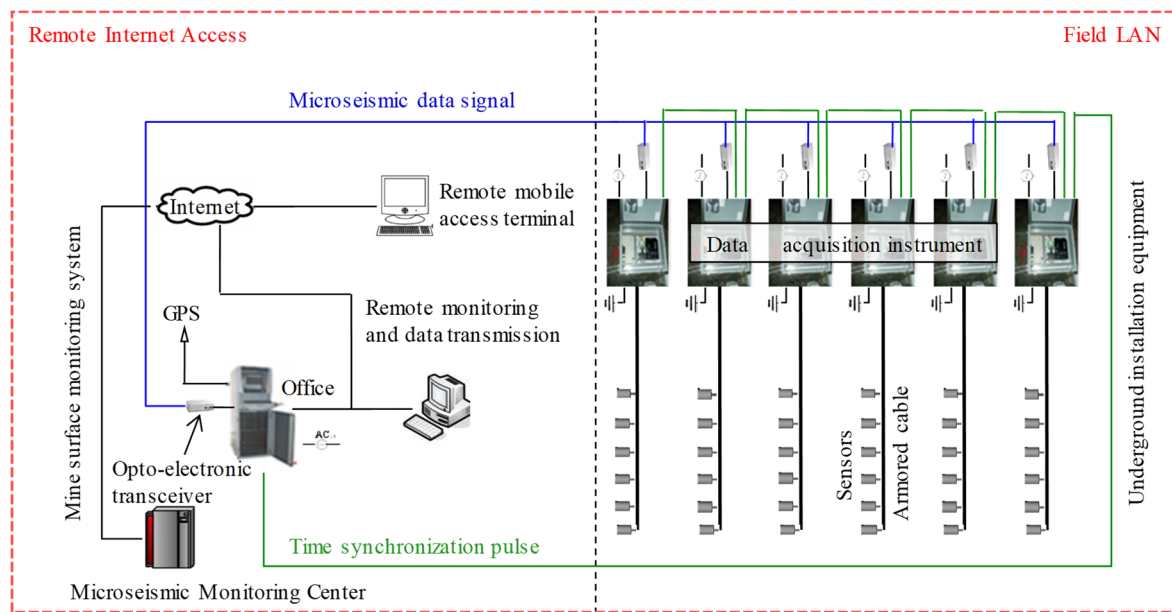 Remote Internet Access
Field LAN
Microseismic data signal
Internet
Remote mobile
access terminal
Mine surface monitoring system
GPS
Remote monitoring
and data transmission
Office
AC
Opto-electronic
transceiver
Time synchronization pulse
Microseismic Monitoring Center
Data acquisition instrument
Sensors
Armored cable
Underground installation equipment